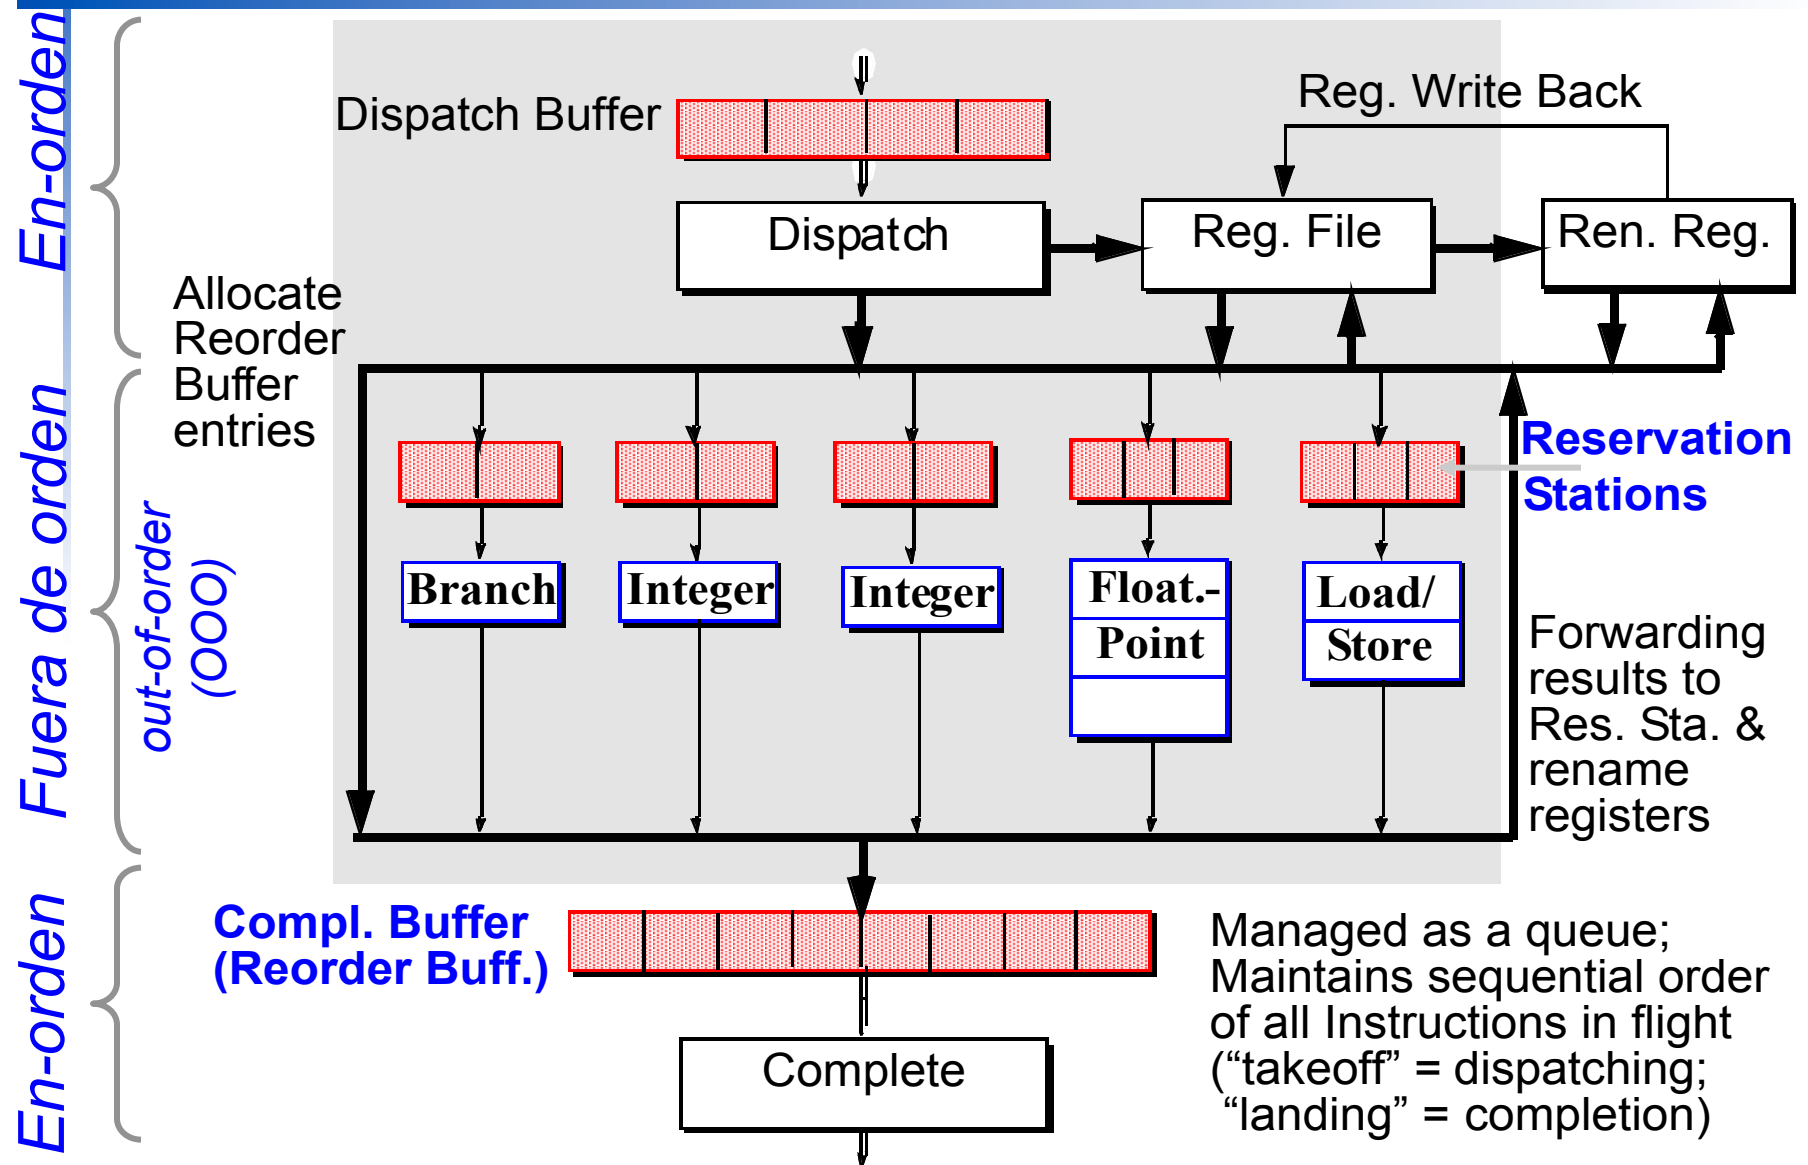 En-orden
Dispatch Buffer
Reg. Write Back
Dispatch
Reg. File
Ren. Reg.
Allocate
Reorder
Buffer
entries
Fuera de orden
out-of-order
(OOO)
Reservation
Stations
Branch
Integer
Integer
Float.-
Point
Load/
Store
Forwarding
results to
Res. Sta. &
rename
registers
En-orden
Compl. Buffer
(Reorder Buff.)
Managed as a queue;
Maintains sequential order
of all Instructions in flight
(“takeoff” = dispatching;
“landing” = completion)
Complete